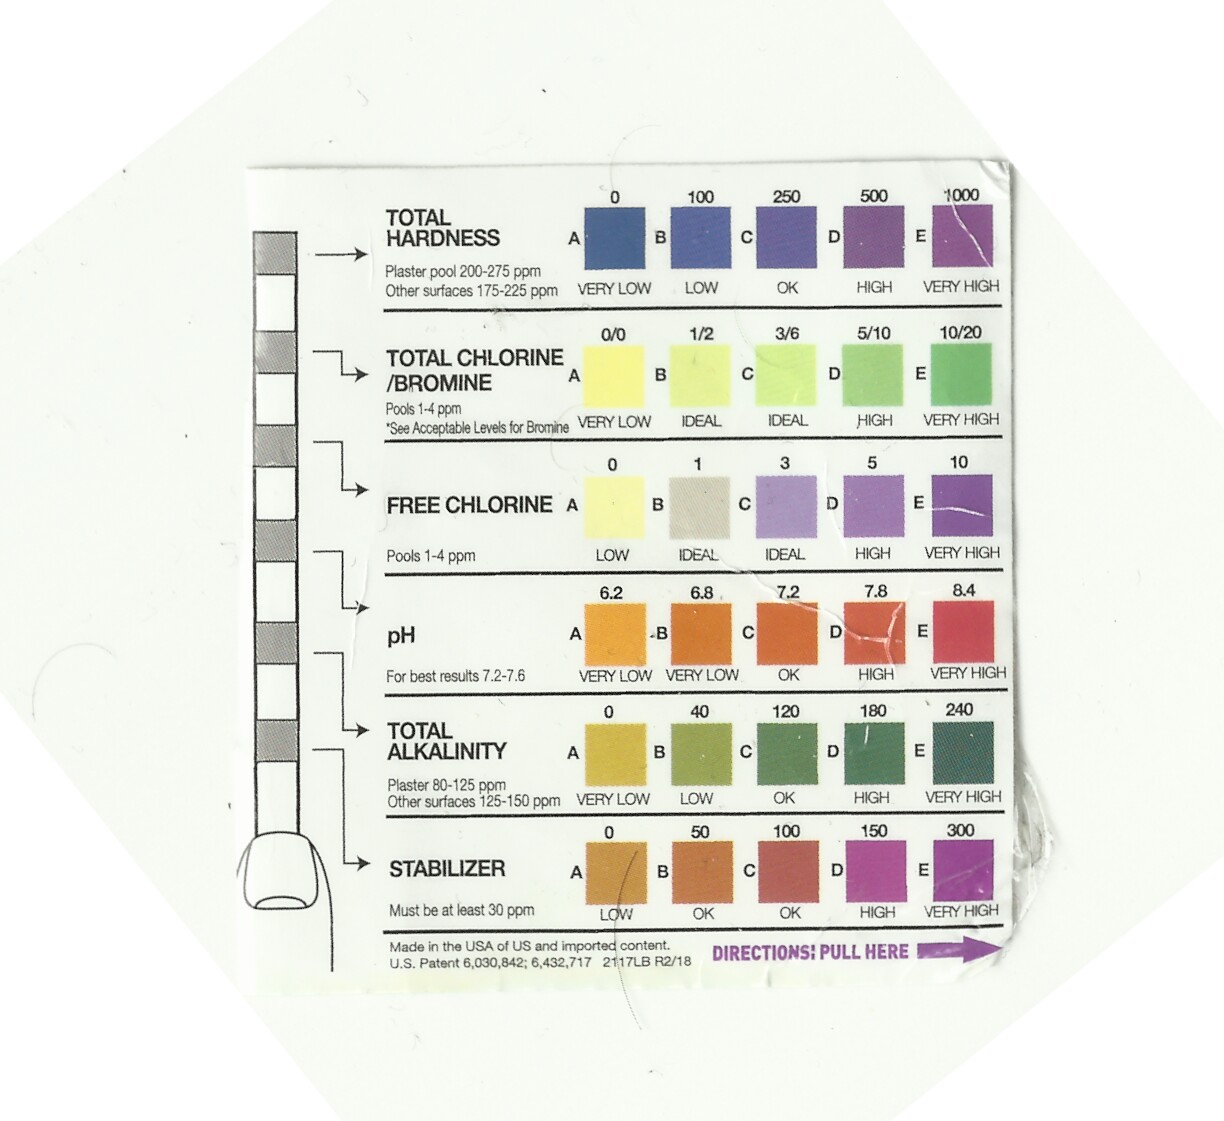 0 100 250 500 1000
TOTAL
HARDNESS
A B C D E
Plaster pool 200-275 ppm
Other surfaces 175-225 ppm
VERY LOW LOW OK HIGH VERY HIGH
0/0 1/2 3/6 5/10 10/20
TOTAL CHLORINE
/BROMINE
A B C D E
Pools 1-4 ppm
*See Acceptable Levels for Bromine
VERY LOW IDEAL IDEAL HIGH VERY HIGH
0 1 3 5 10
FREE CHLORINE A B C D E
Pools 1-4 ppm
LOW IDEAL IDEAL HIGH VERY HIGH
6.2 6.8 7.2 7.8 8.4
pH A B C D E
For best results 7.2-7.6
VERY LOW VERY LOW OK HIGH VERY HIGH
0 40 120 180 240
TOTAL
ALKALINITY
A B C D E
Plaster 80-125 ppm
Other surfaces 125-150 ppm
VERY LOW LOW OK HIGH VERY HIGH
0 50 100 150 300
STABILIZER A B C D E
Must be at least 30 ppm
LOW OK OK HIGH VERY HIGH
Made in the USA of US and imported content.
U.S. Patent 6,030,842; 6,432,717 2117LB R2/18
DIRECTIONS: PULL HERE